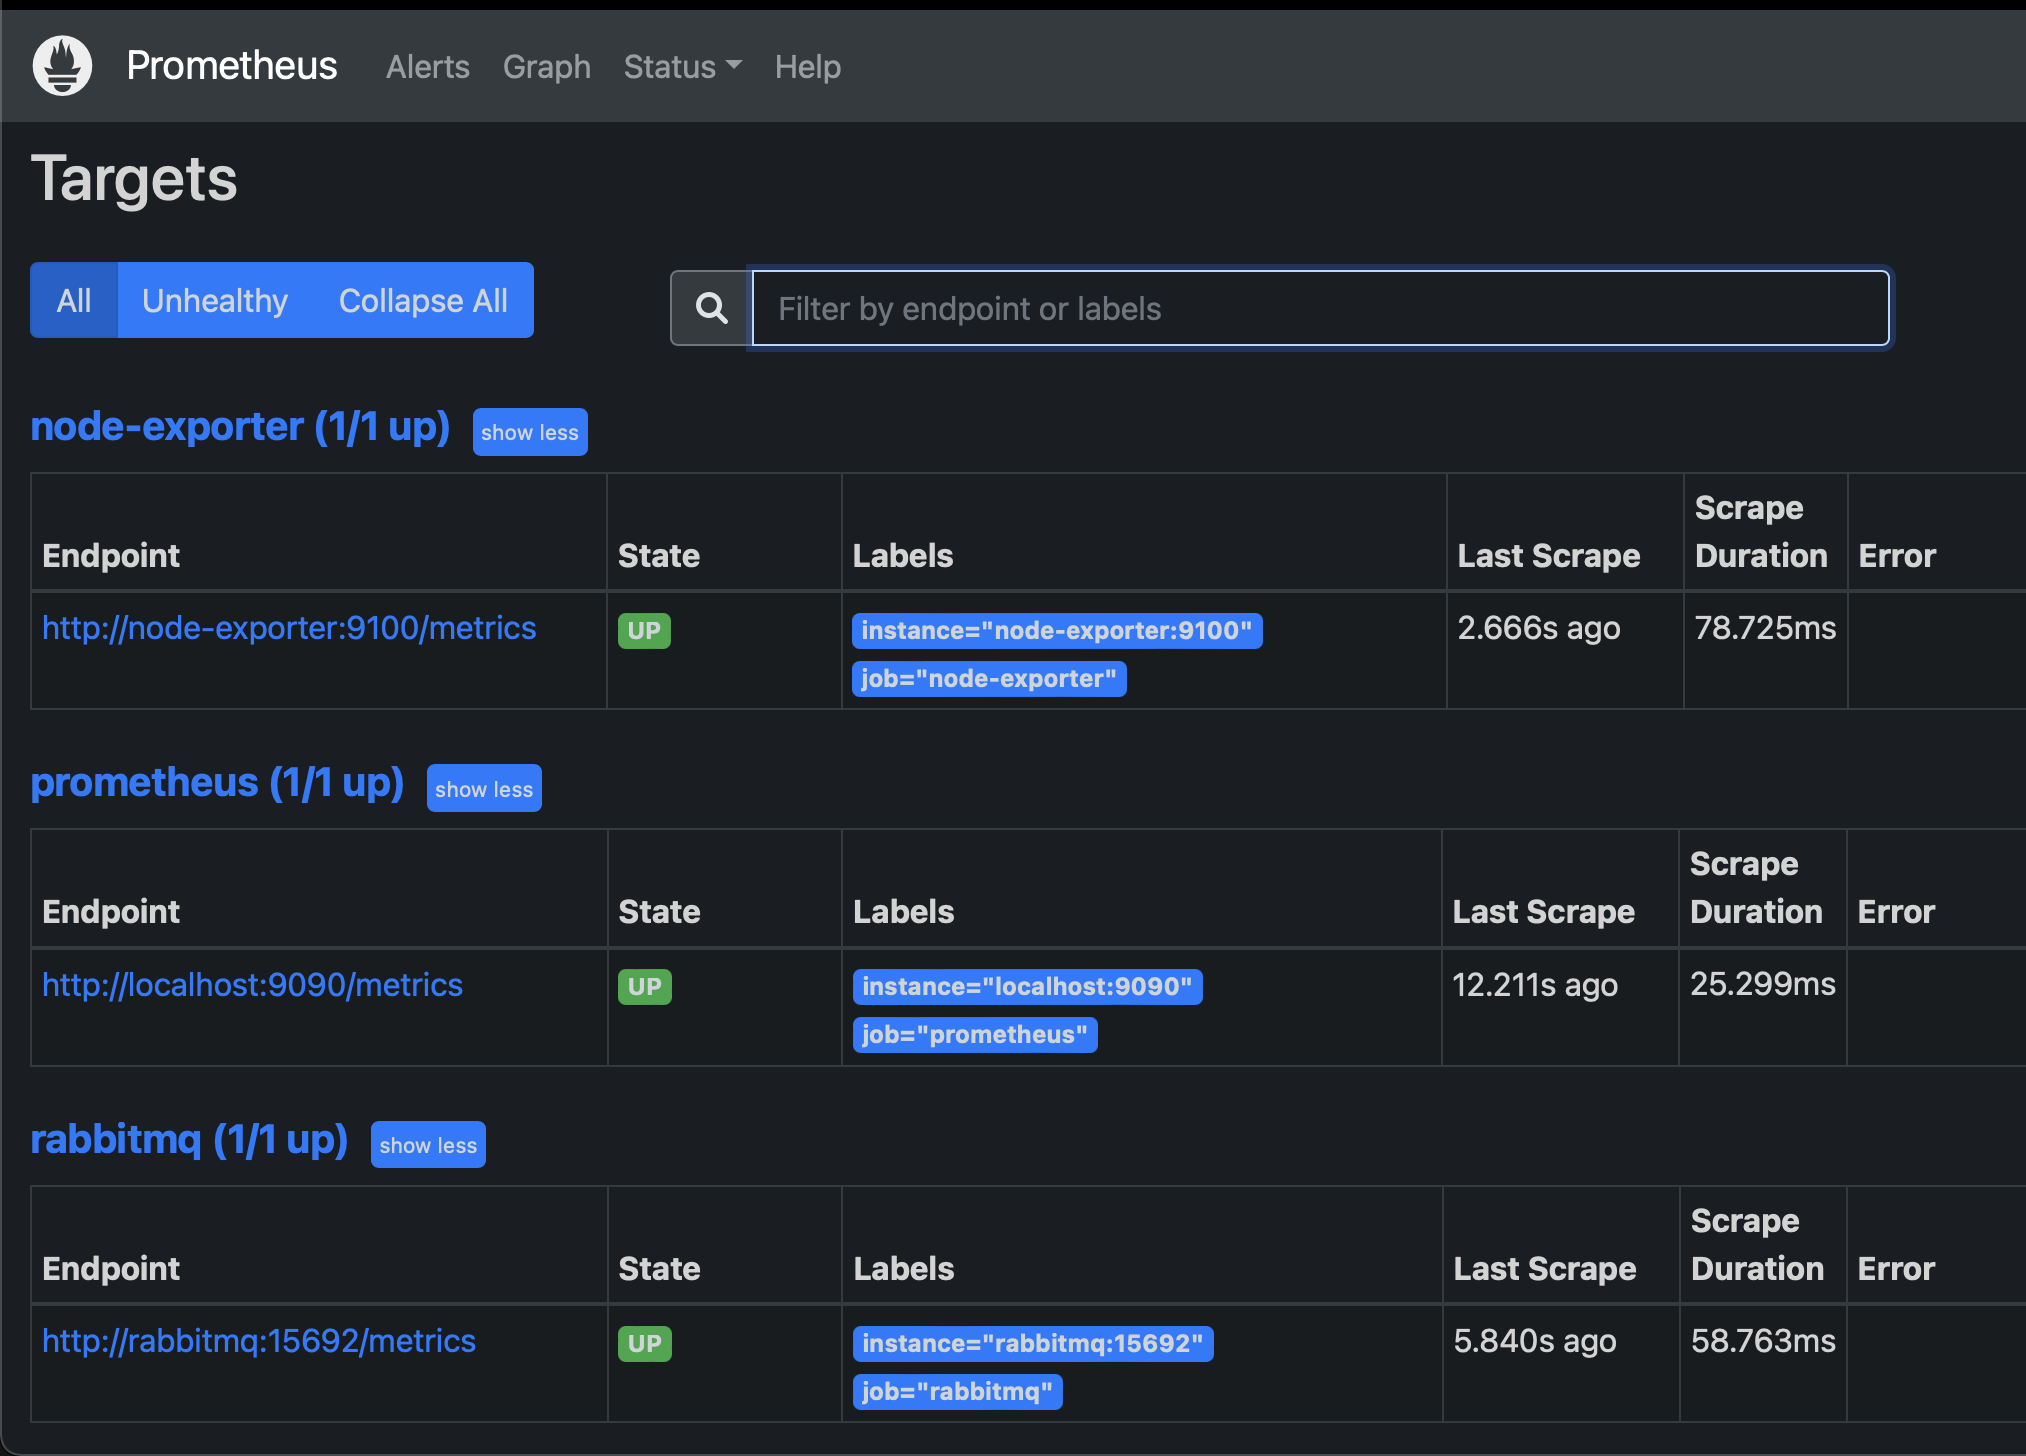 Prometheus Alerts Graph Status Help
Targets
All Unhealthy Collapse All Filter by endpoint or labels
node-exporter (1/1 up) show less
Endpoint State Labels Last Scrape Scrape Duration Error
http://node-exporter:9100/metrics UP instance="node-exporter:9100" 2.666s ago 78.725ms
job="node-exporter"
prometheus (1/1 up) show less
Endpoint State Labels Last Scrape Scrape Duration Error
http://localhost:9090/metrics UP instance="localhost:9090" 12.211s ago 25.299ms
job="prometheus"
rabbitmq (1/1 up) show less
Endpoint State Labels Last Scrape Scrape Duration Error
http://rabbitmq:15692/metrics UP instance="rabbitmq:15692" 5.840s ago 58.763ms
job="rabbitmq"